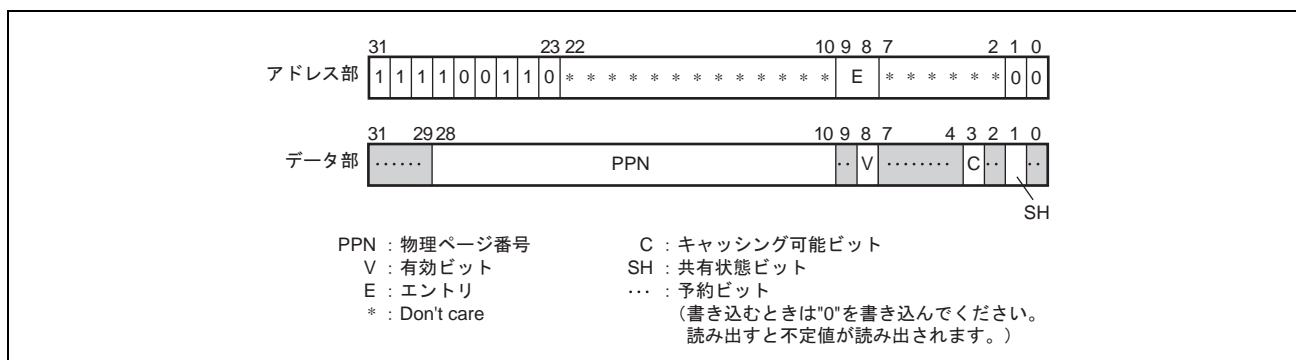 31 23 22 10 9 8 7 2 1 0
アドレス部 1 1 1 1 0 0 1 1 0 * * * * * * * * * * * * * E * * * * * * 0 0
31 29 28 10 9 8 7 4 3 2 1 0
データ部 ...... PPN .. V ........ C .. ..
SH
PPN : 物理ページ番号 C : キャッシング可能ビット
V : 有効ビット SH : 共有状態ビット
E : エントリ ... : 予約ビット
* : Don't care (書き込むときは"0"を書き込んでください。
読み出すと不定値が読み出されます。)